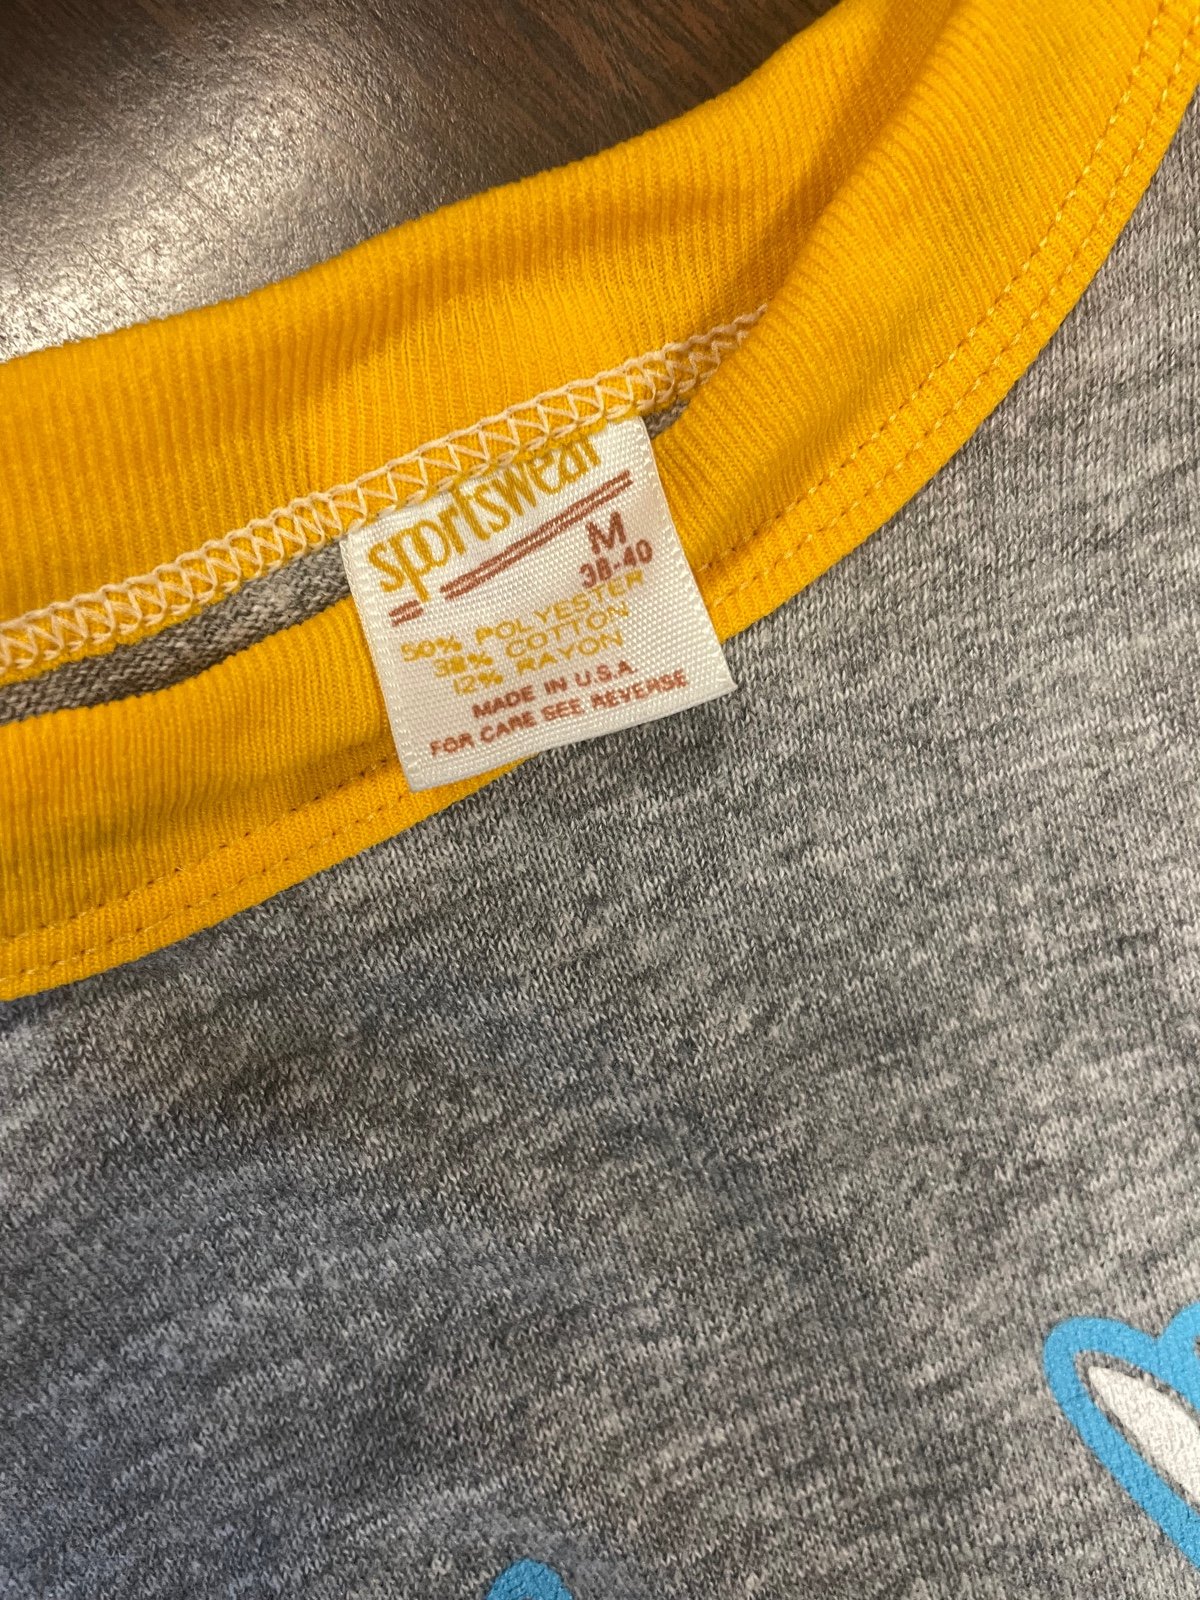 sportswear
M
38-40
50% POLYESTER
38% COTTON
12% RAYON
MADE IN U.S.A.
FOR CARE SEE REVERSE